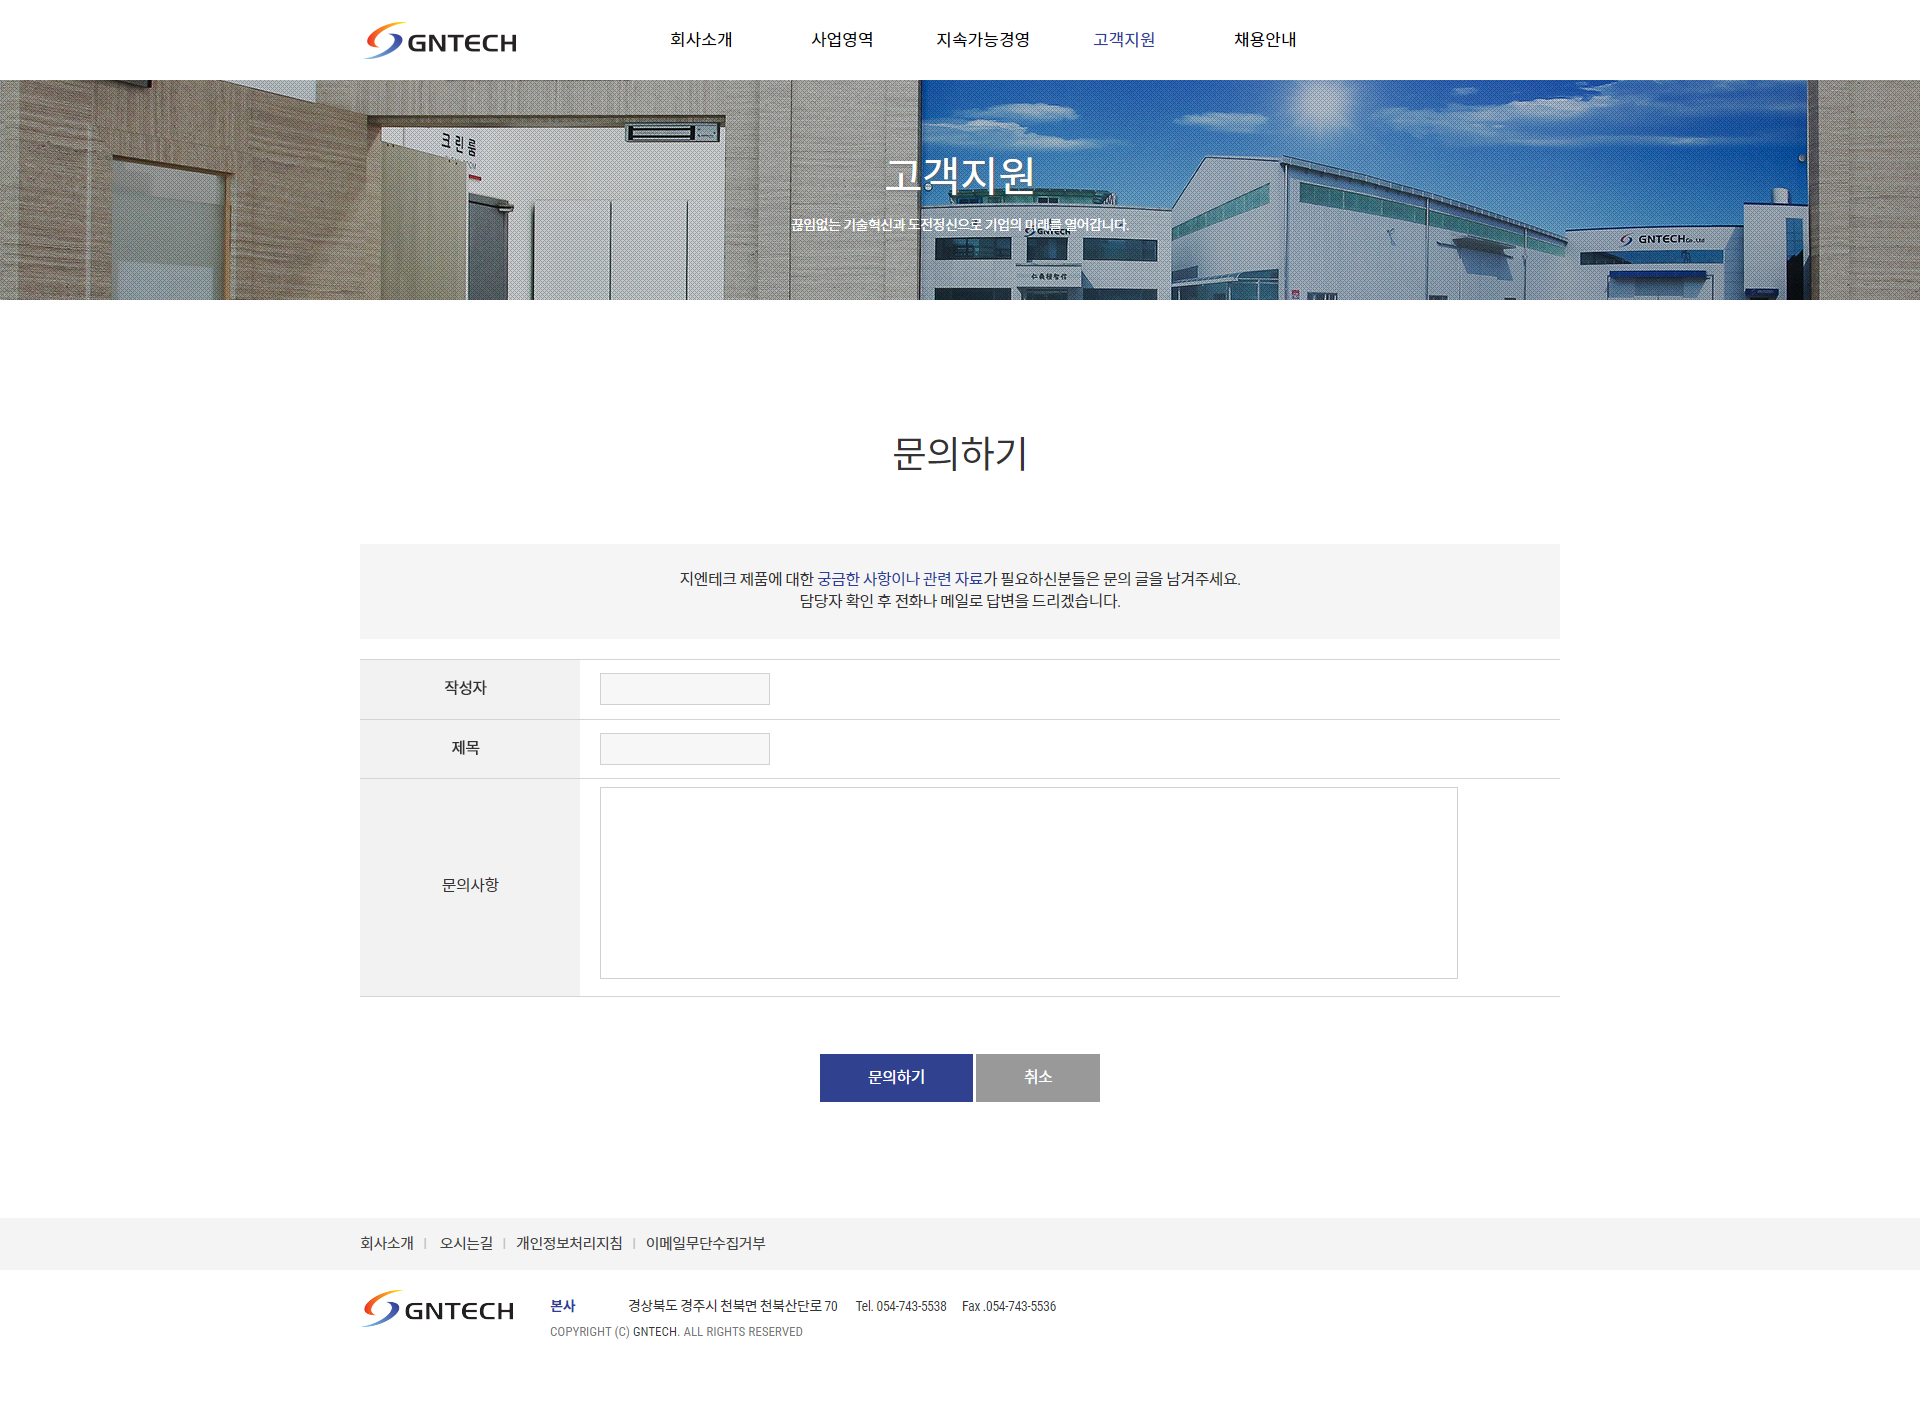 GNTECH
회사소개 사업영역 지속가능경영 고객지원 채용안내
크린룸
고객지원
끊임없는 기술혁신과 도전정신으로 기업의 미래를 열어갑니다.
GNTECH
GNTECH Co., Ltd
문의하기
지엔테크 제품에 대한 궁금한 사항이나 관련 자료가 필요하신분들은 문의 글을 남겨주세요.
담당자 확인 후 전화나 메일로 답변을 드리겠습니다.
작성자
제목
문의사항
문의하기 취소
회사소개 | 오시는길 | 개인정보처리지침 | 이메일무단수집거부
GNTECH
본사 경상북도 경주시 천북면 천북산단로 70 Tel. 054-743-5538 Fax .054-743-5536
COPYRIGHT (C) GNTECH. ALL RIGHTS RESERVED